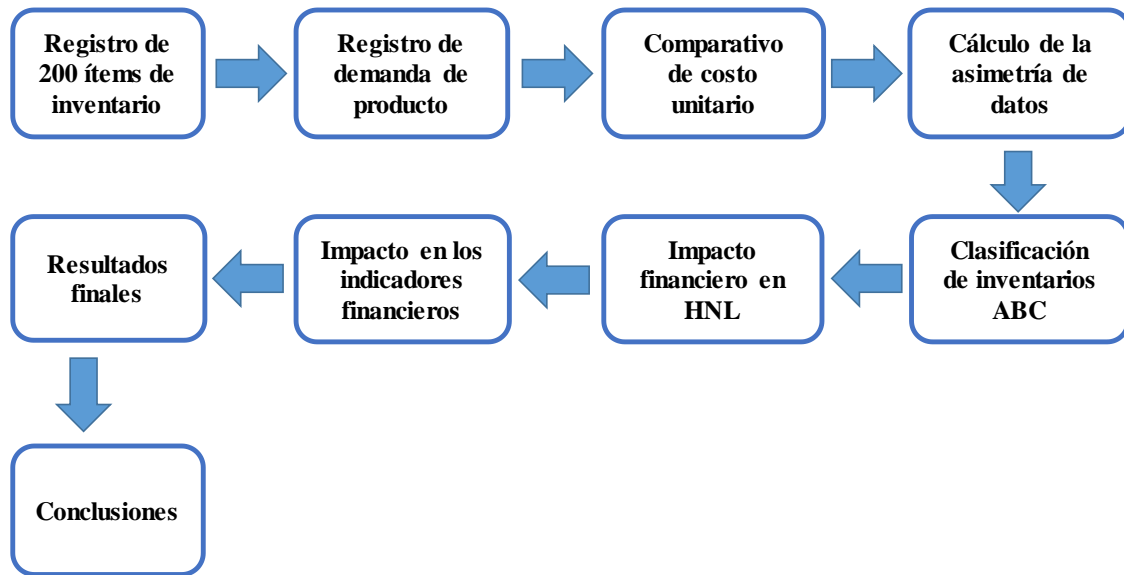 Registro de
200 ítems de
inventario
Registro de
demanda de
producto
Comparativo
de costo
unitario
Cálculo de la
asimetría de
datos
Clasificación
de inventarios
ABC
Impacto
financiero en
HNL
Impacto en los
indicadores
financieros
Resultados
finales
Conclusiones